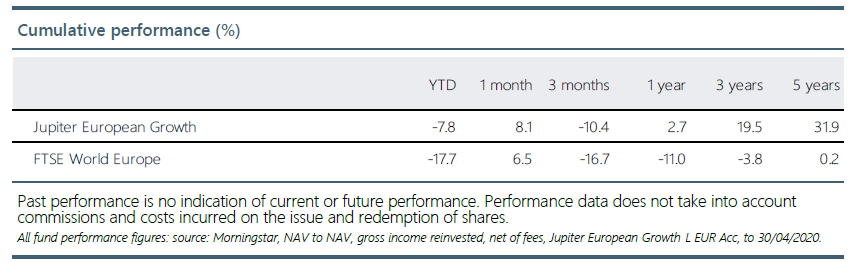 Cumulative performance (%)
YTD 1 month 3 months 1 year 3 years 5 years
Jupiter European Growth -7.8 8.1 -10.4 2.7 19.5 31.9
FTSE World Europe -17.7 6.5 -16.7 -11.0 -3.8 0.2
Past performance is no indication of current or future performance. Performance data does not take into account
commissions and costs incurred on the issue and redemption of shares.
All fund performance figures: source: Morningstar, NAV to NAV, gross income reinvested, net of fees, Jupiter European Growth L EUR Acc, to 30/04/2020.